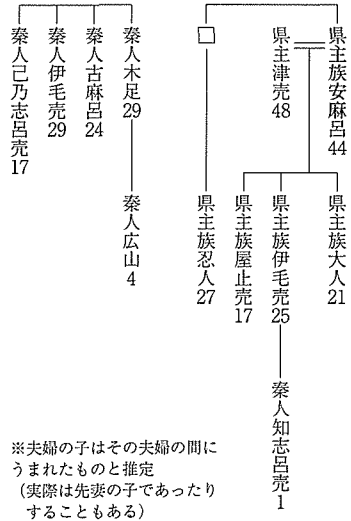 県主族安麻呂44
県主津売48
県主族大人21
県主族伊毛売25
県主族屋止売17
秦人知志呂売1
県主族忍人27
秦人木足29
秦人古麻呂24
秦人伊毛売29
秦人己乃志呂売17
秦人広山4
※夫婦の子はその夫婦の間に
うまれたものと推定
(実際は先妻の子であったり
することもある)